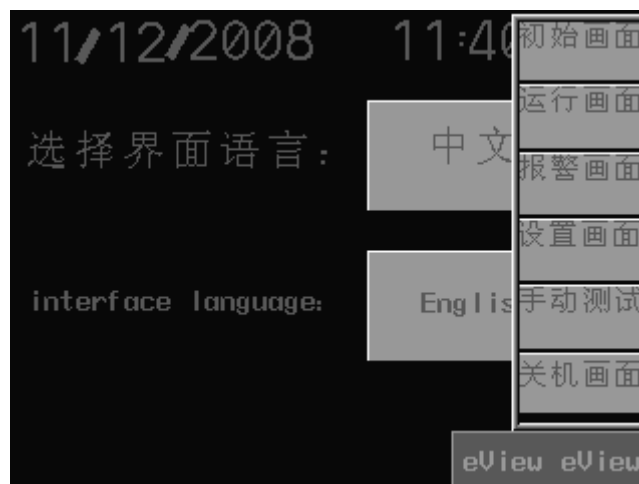 11/12/2008 11:40
选择界面语言：
中文
interface language:
Englis
初始画面
运行画面
报警画面
设置画面
手动测试
关机画面
eView eView